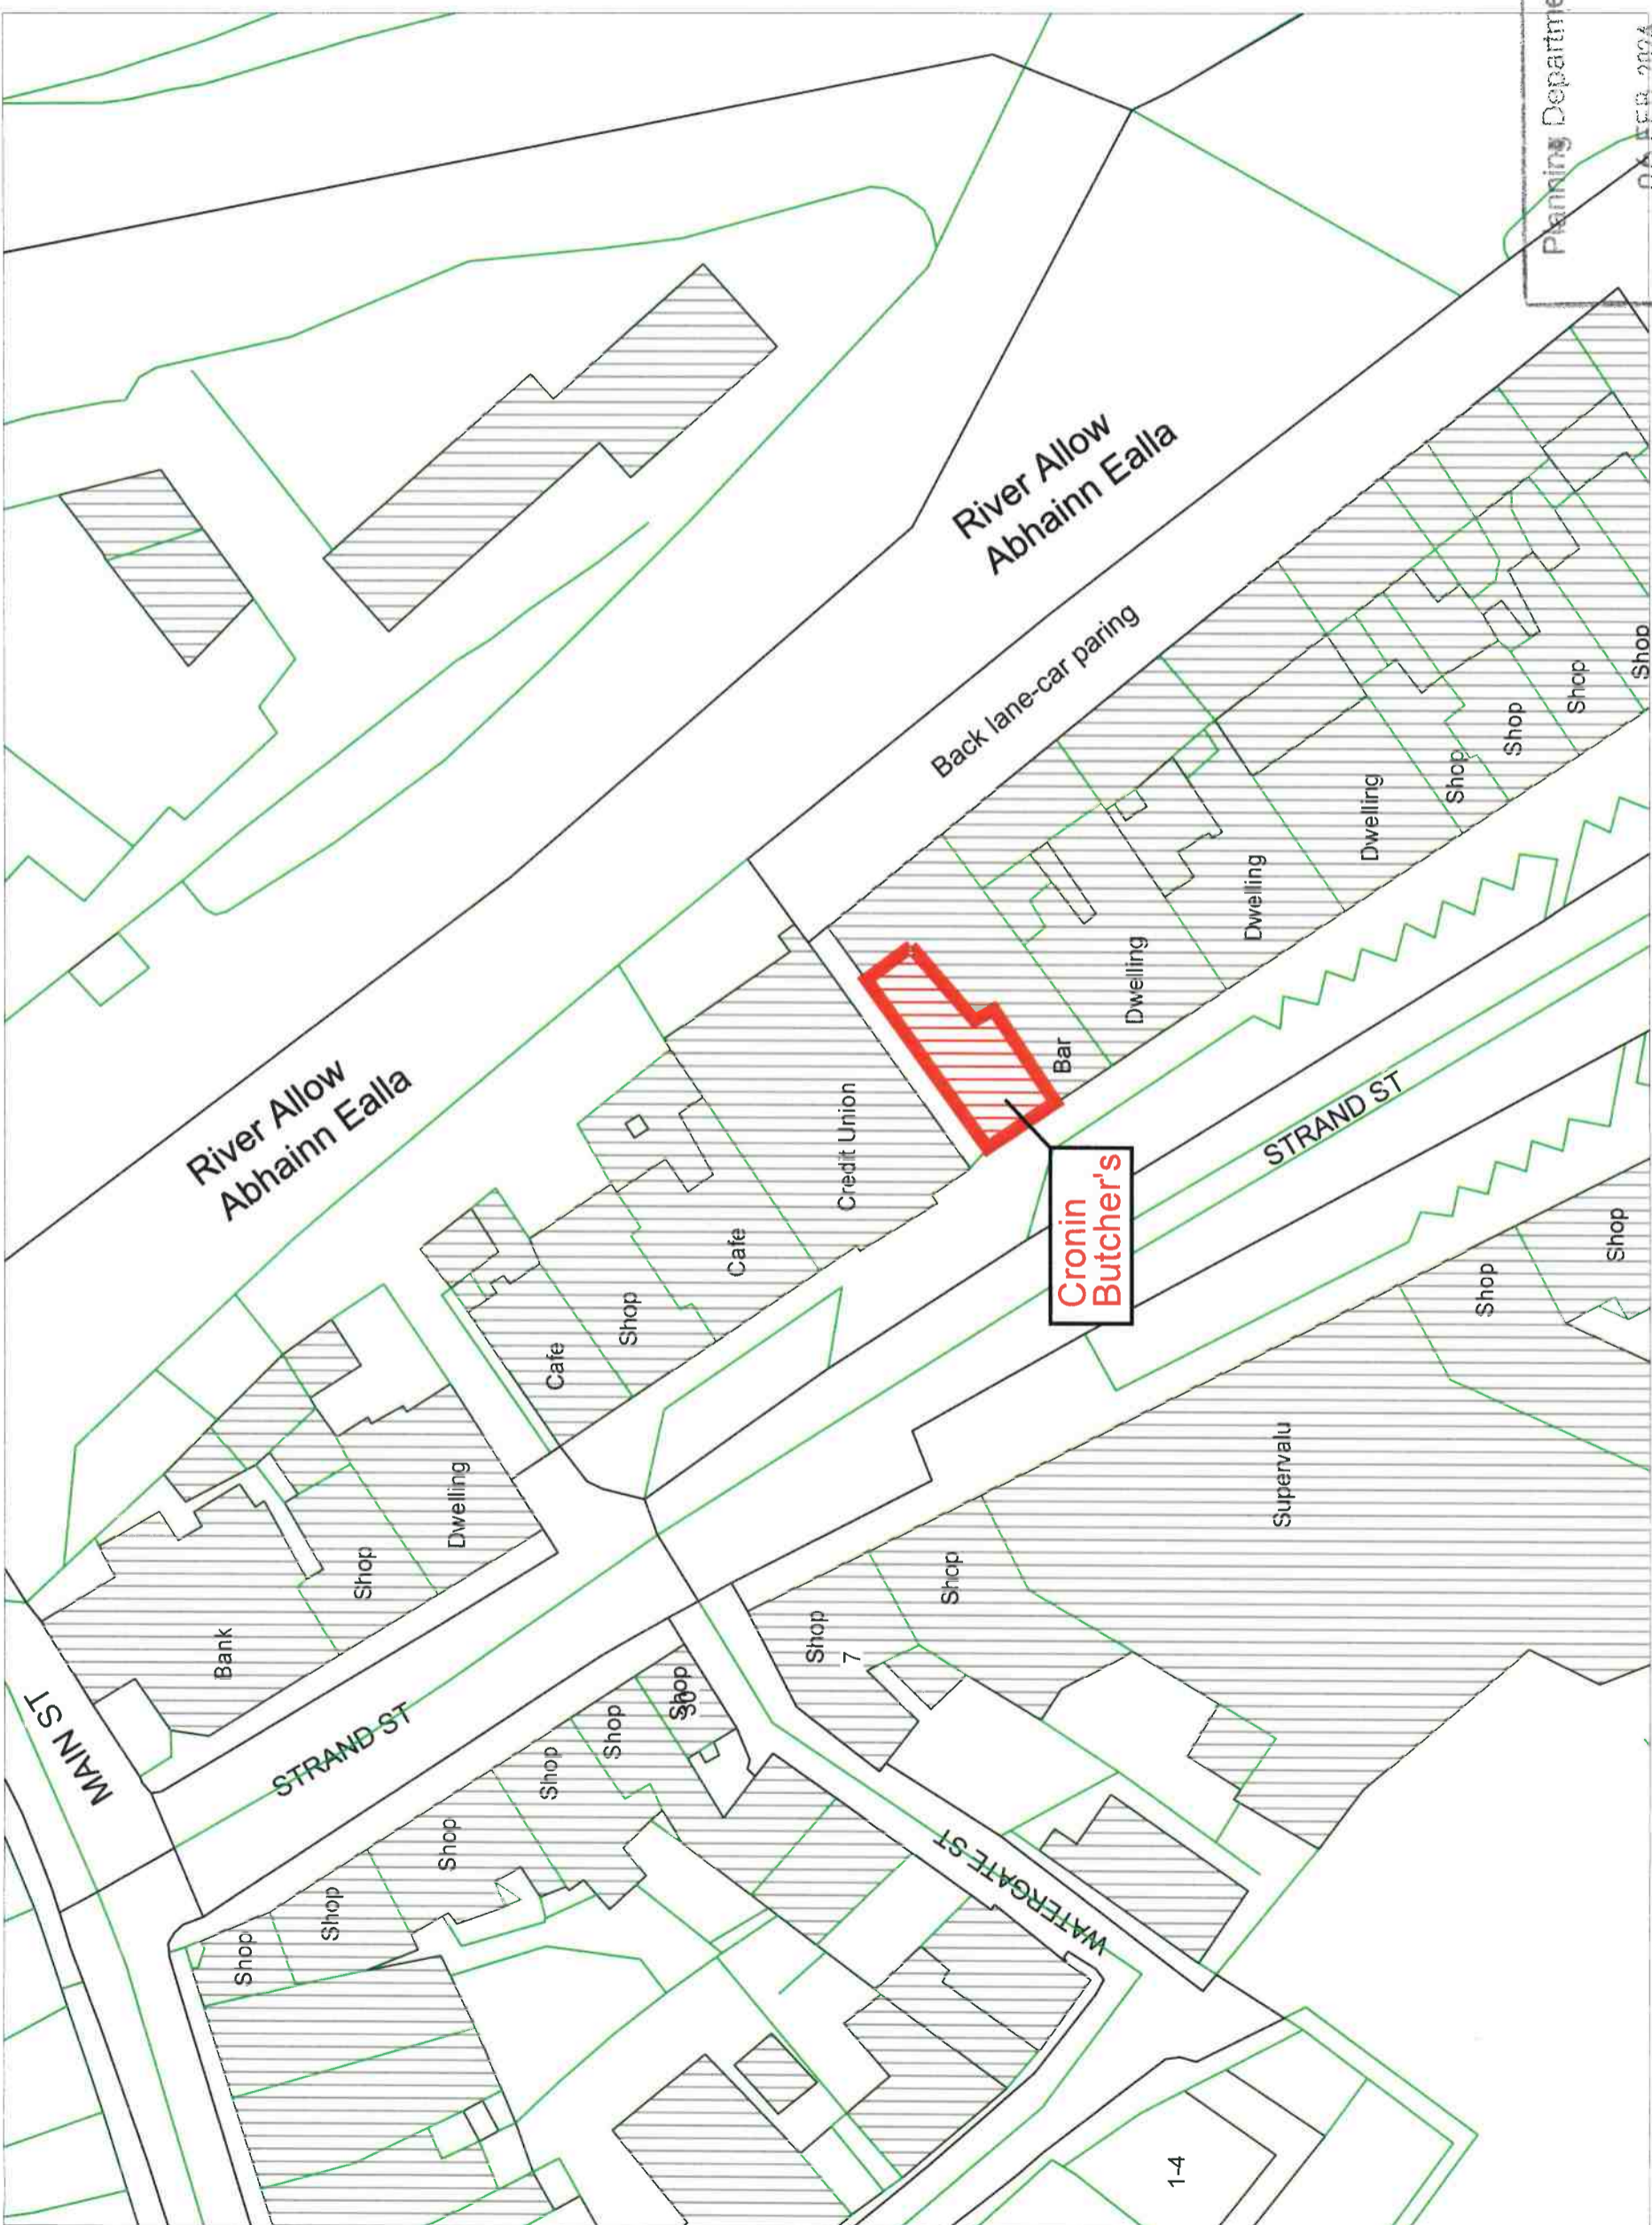 Planning Departme
River Allow
Abhainn Ealla
Back lane-car paring
River Allow
Abhainn Ealla
Shop
Shop
Shop
Shop
Dwelling
Dwelling
Dwelling
Bar
Credit Union
Cafe
Shop
Cafe
Cronin
Butcher's
STRAND ST
Shop
Shop
Supervalu
Dwelling
Shop
Bank
MAIN ST
STRAND ST
Shop
Shop
7
Shop
30
Shop
Shop
Shop
Shop
Shop
WATERGATE ST
1-4